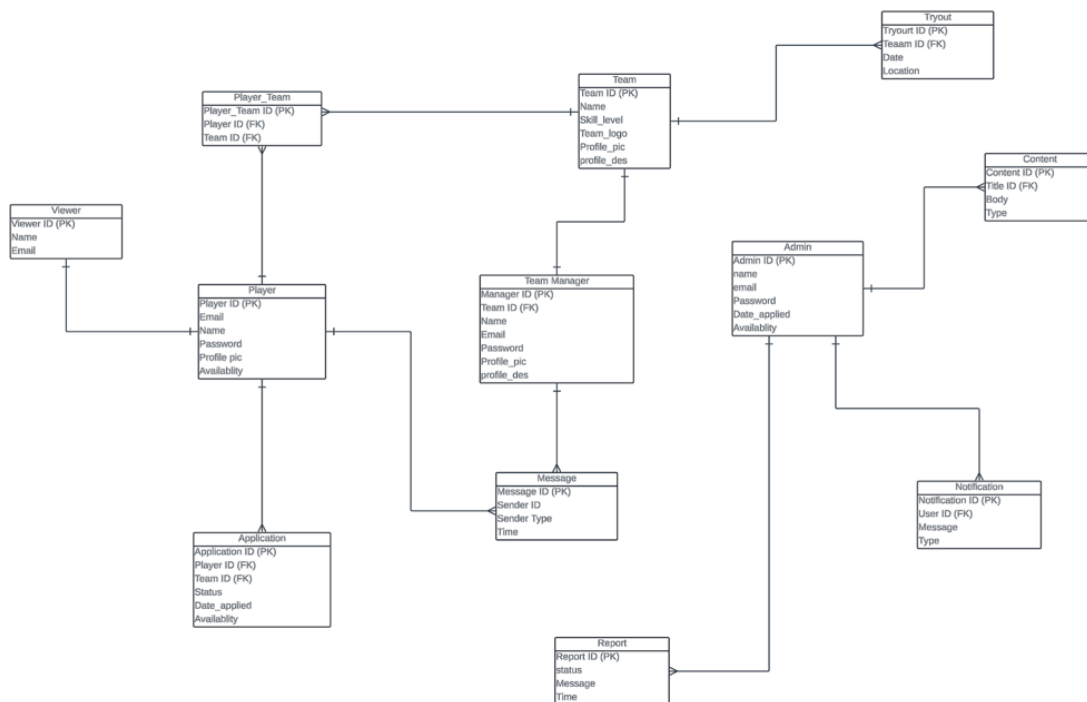 Tryout
Tryourt ID (PK)
Teaam ID (FK)
Date
Location
Team
Team ID (PK)
Name
Skill_level
Team_logo
Profile_pic
profile_des
Player_Team
Player_Team ID (PK)
Player ID (FK)
Team ID (FK)
Content
Content ID (PK)
Title ID (FK)
Body
Type
Viewer
Viewer ID (PK)
Name
Email
Admin
Admin ID (PK)
name
email
Password
Date_applied
Availablity
Player
Player ID (PK)
Email
Name
Password
Profile pic
Availablity
Team Manager
Manager ID (PK)
Team ID (FK)
Name
Email
Password
Profile_pic
profile_des
Message
Message ID (PK)
Sender ID
Sender Type
Time
Notification
Notification ID (PK)
User ID (FK)
Message
Type
Application
Application ID (PK)
Player ID (FK)
Team ID (FK)
Status
Date_applied
Availablity
Report
Report ID (PK)
status
Message
Time